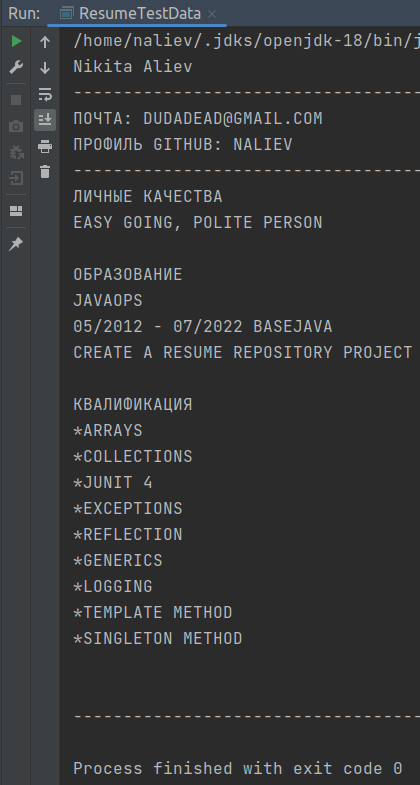 Run: ResumeTestData ×
/home/naliev/.jdks/openjdk-18/bin/j
Nikita Aliev
-----------------------------------
ПОЧТА: DUDADEAD@GMAIL.COM
ПРОФИЛЬ GITHUB: NALIEV
-----------------------------------
ЛИЧНЫЕ КАЧЕСТВА
EASY GOING, POLITE PERSON
ОБРАЗОВАНИЕ
JAVAOPS
05/2012 - 07/2022 BASEJAVA
CREATE A RESUME REPOSITORY PROJECT
КВАЛИФИКАЦИЯ
*ARRAYS
*COLLECTIONS
*JUNIT 4
*EXCEPTIONS
*REFLECTION
*GENERICS
*LOGGING
*TEMPLATE METHOD
*SINGLETON METHOD
-----------------------------------
Process finished with exit code 0